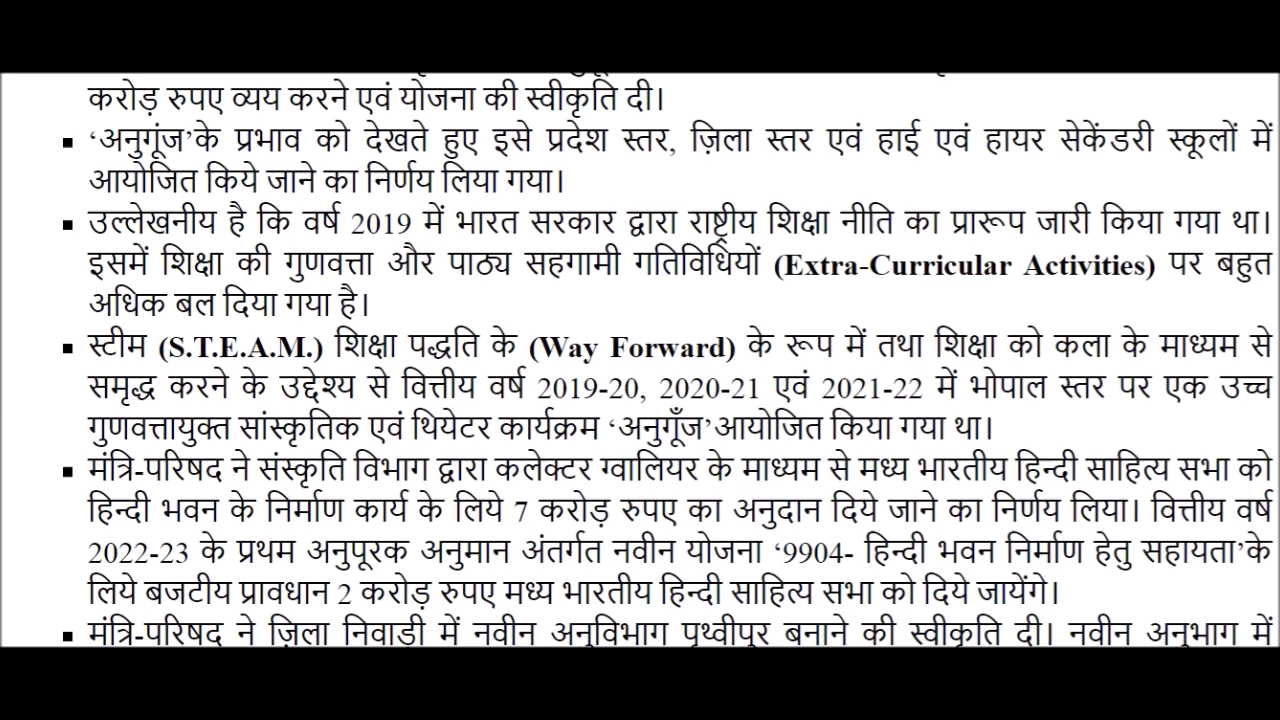 करोड़ रुपए व्यय करने एवं योजना की स्वीकृति दी।
▪ ‘अनुगूंज’के प्रभाव को देखते हुए इसे प्रदेश स्तर, ज़िला स्तर एवं हाई एवं हायर सेकेंडरी स्कूलों में
आयोजित किये जाने का निर्णय लिया गया।
▪ उल्लेखनीय है कि वर्ष 2019 में भारत सरकार द्वारा राष्ट्रीय शिक्षा नीति का प्रारूप जारी किया गया था।
इसमें शिक्षा की गुणवत्ता और पाठ्य सहगामी गतिविधियों (Extra-Curricular Activities) पर बहुत
अधिक बल दिया गया है।
▪ स्टीम (S.T.E.A.M.) शिक्षा पद्धति के (Way Forward) के रूप में तथा शिक्षा को कला के माध्यम से
समृद्ध करने के उद्देश्य से वित्तीय वर्ष 2019-20, 2020-21 एवं 2021-22 में भोपाल स्तर पर एक उच्च
गुणवत्तायुक्त सांस्कृतिक एवं थियेटर कार्यक्रम ‘अनुगूँज’आयोजित किया गया था।
▪ मंत्रि-परिषद ने संस्कृति विभाग द्वारा कलेक्टर ग्वालियर के माध्यम से मध्य भारतीय हिन्दी साहित्य सभा को
हिन्दी भवन के निर्माण कार्य के लिये 7 करोड़ रुपए का अनुदान दिये जाने का निर्णय लिया। वित्तीय वर्ष
2022-23 के प्रथम अनुपूरक अनुमान अंतर्गत नवीन योजना ‘9904- हिन्दी भवन निर्माण हेतु सहायता’के
लिये बजटीय प्रावधान 2 करोड़ रुपए मध्य भारतीय हिन्दी साहित्य सभा को दिये जायेंगे।
▪ मंत्रि-परिषद ने ज़िला निवाडी में नवीन अनुविभाग पृथ्वीपुर बनाने की स्वीकृति दी। नवीन अनुभाग में